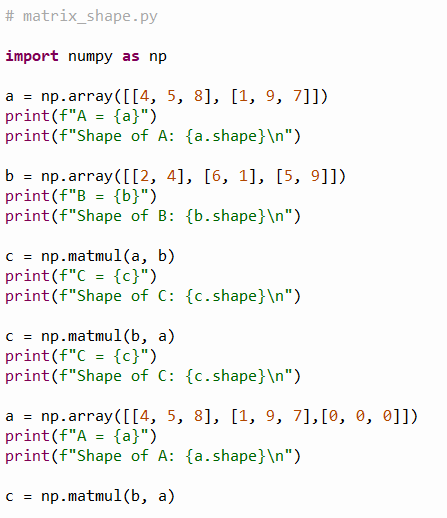 # matrix_shape.py
import numpy as np
a = np.array([[4, 5, 8], [1, 9, 7]])
print(f"A = {a}")
print(f"Shape of A: {a.shape}\n")
b = np.array([[2, 4], [6, 1], [5, 9]])
print(f"B = {b}")
print(f"Shape of B: {b.shape}\n")
c = np.matmul(a, b)
print(f"C = {c}")
print(f"Shape of C: {c.shape}\n")
c = np.matmul(b, a)
print(f"C = {c}")
print(f"Shape of C: {c.shape}\n")
a = np.array([[4, 5, 8], [1, 9, 7],[0, 0, 0]])
print(f"A = {a}")
print(f"Shape of A: {a.shape}\n")
c = np.matmul(b, a)